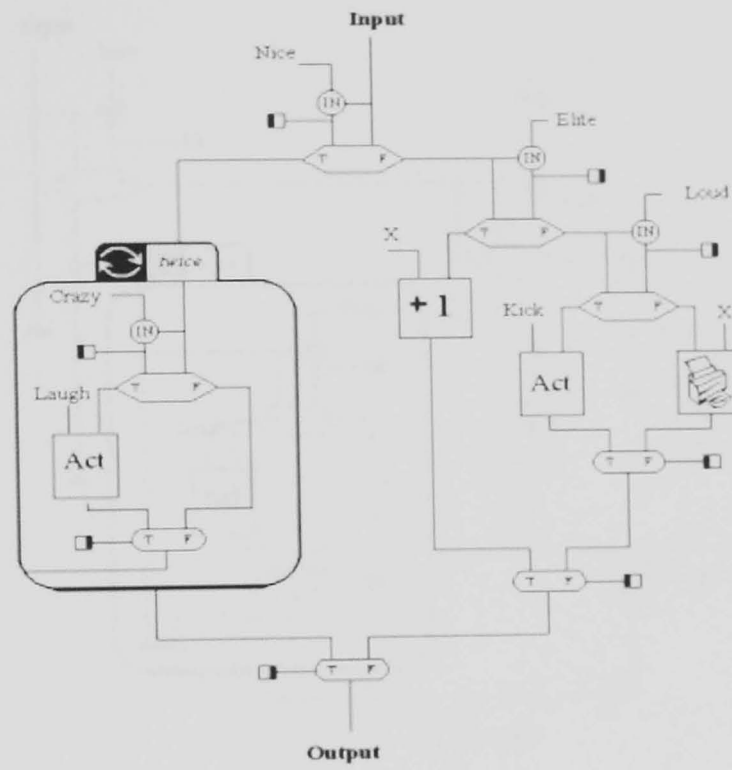 Input
Nice
IN
Elite
T F
IN
Loud
twice
X
T F
IN
Crazy
+ 1
Kick
T F
X
IN
Laugh
T F
Act
Act
T F
T F
T F
T F
Output